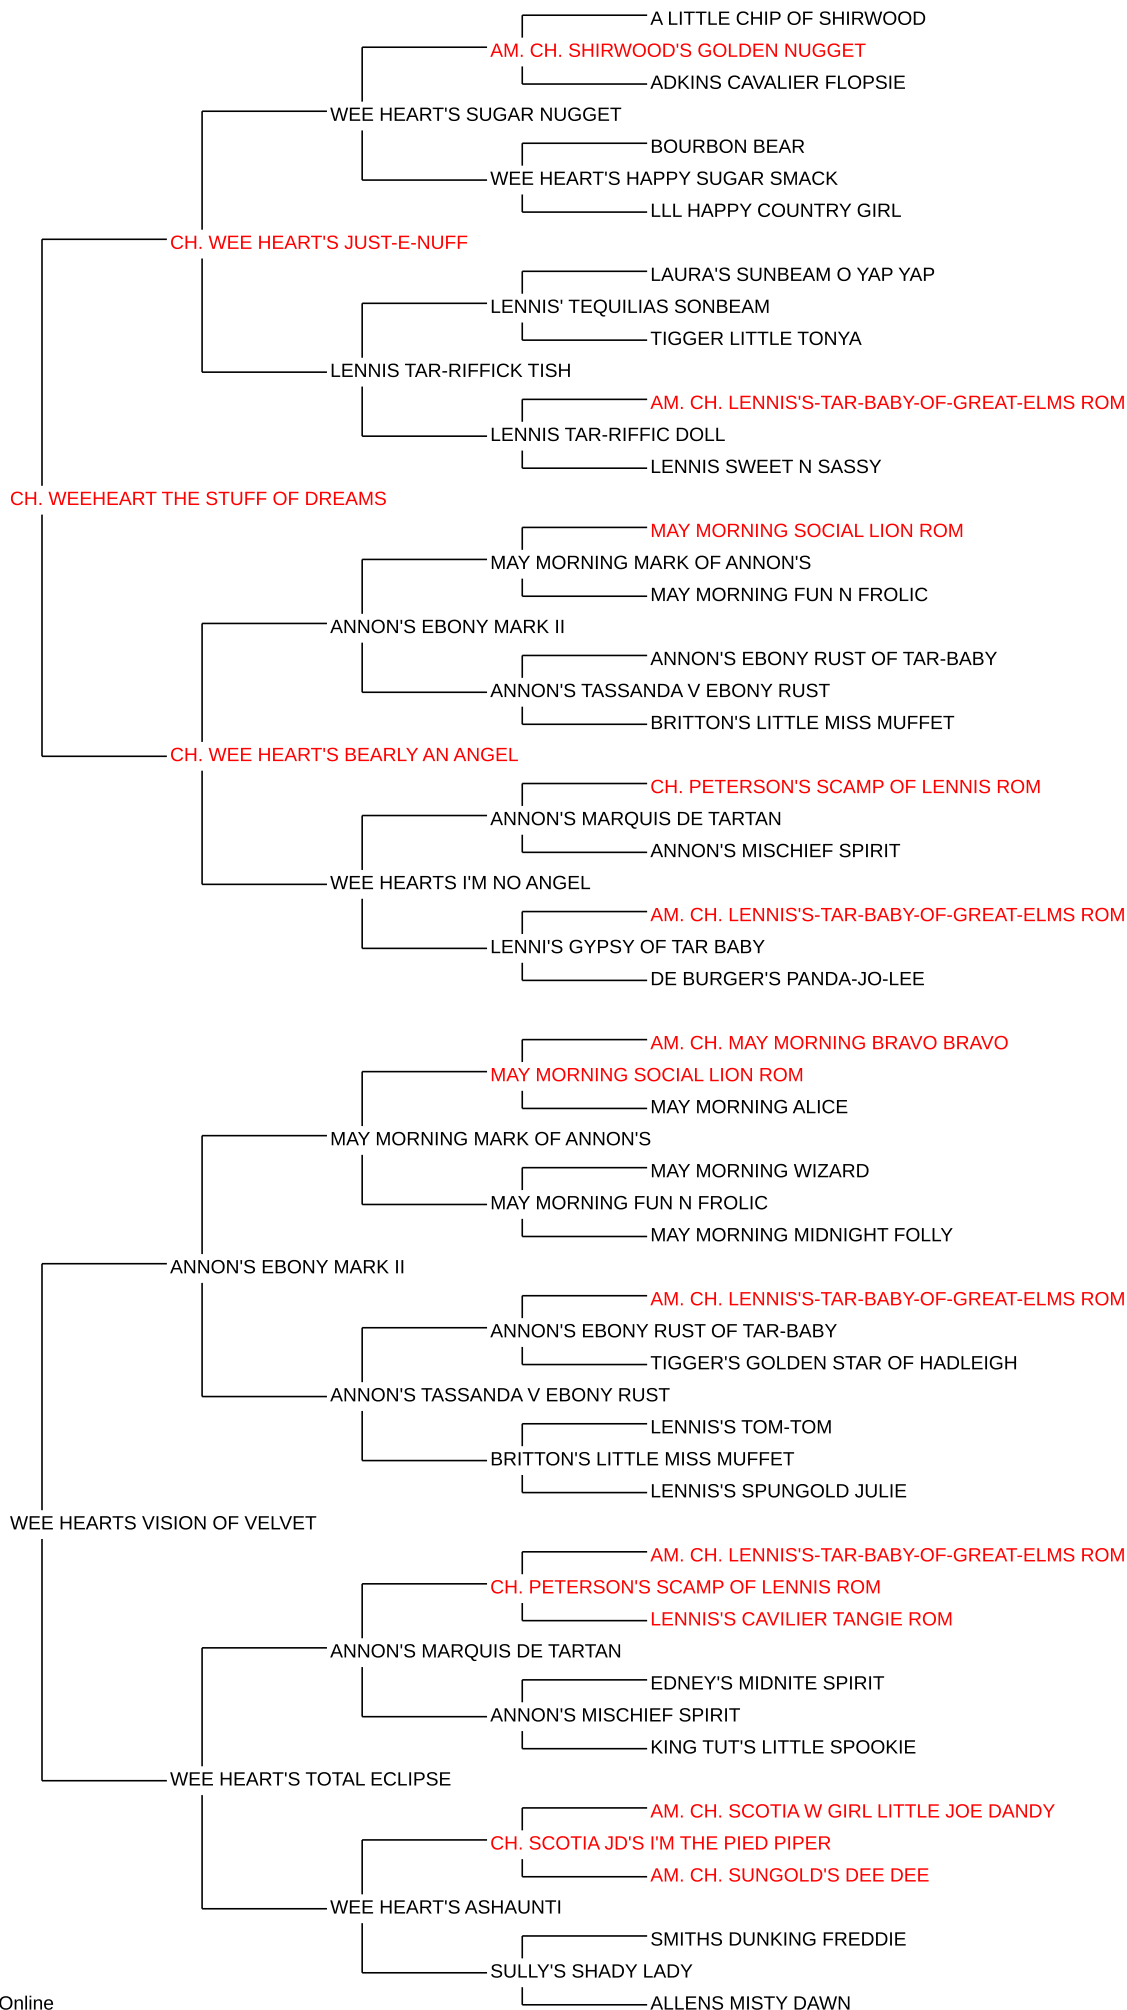 A LITTLE CHIP OF SHIRWOOD
AM. CH. SHIRWOOD'S GOLDEN NUGGET
ADKINS CAVALIER FLOPSIE
WEE HEART'S SUGAR NUGGET
BOURBON BEAR
WEE HEART'S HAPPY SUGAR SMACK
LLL HAPPY COUNTRY GIRL
CH. WEE HEART'S JUST-E-NUFF
LAURA'S SUNBEAM O YAP YAP
LENNIS' TEQUILIAS SONBEAM
TIGGER LITTLE TONYA
LENNIS TAR-RIFFICK TISH
AM. CH. LENNIS'S-TAR-BABY-OF-GREAT-ELMS ROM
LENNIS TAR-RIFFIC DOLL
LENNIS SWEET N SASSY
CH. WEEHEART THE STUFF OF DREAMS
MAY MORNING SOCIAL LION ROM
MAY MORNING MARK OF ANNON'S
MAY MORNING FUN N FROLIC
ANNON'S EBONY MARK II
ANNON'S EBONY RUST OF TAR-BABY
ANNON'S TASSANDA V EBONY RUST
BRITTON'S LITTLE MISS MUFFET
CH. WEE HEART'S BEARLY AN ANGEL
CH. PETERSON'S SCAMP OF LENNIS ROM
ANNON'S MARQUIS DE TARTAN
ANNON'S MISCHIEF SPIRIT
WEE HEARTS I'M NO ANGEL
AM. CH. LENNIS'S-TAR-BABY-OF-GREAT-ELMS ROM
LENNI'S GYPSY OF TAR BABY
DE BURGER'S PANDA-JO-LEE
AM. CH. MAY MORNING BRAVO BRAVO
MAY MORNING SOCIAL LION ROM
MAY MORNING ALICE
MAY MORNING MARK OF ANNON'S
MAY MORNING WIZARD
MAY MORNING FUN N FROLIC
MAY MORNING MIDNIGHT FOLLY
ANNON'S EBONY MARK II
AM. CH. LENNIS'S-TAR-BABY-OF-GREAT-ELMS ROM
ANNON'S EBONY RUST OF TAR-BABY
TIGGER'S GOLDEN STAR OF HADLEIGH
ANNON'S TASSANDA V EBONY RUST
LENNIS'S TOM-TOM
BRITTON'S LITTLE MISS MUFFET
LENNIS'S SPUNGOLD JULIE
WEE HEARTS VISION OF VELVET
AM. CH. LENNIS'S-TAR-BABY-OF-GREAT-ELMS ROM
CH. PETERSON'S SCAMP OF LENNIS ROM
LENNIS'S CAVILIER TANGIE ROM
ANNON'S MARQUIS DE TARTAN
EDNEY'S MIDNITE SPIRIT
ANNON'S MISCHIEF SPIRIT
KING TUT'S LITTLE SPOOKIE
WEE HEART'S TOTAL ECLIPSE
AM. CH. SCOTIA W GIRL LITTLE JOE DANDY
CH. SCOTIA JD'S I'M THE PIED PIPER
AM. CH. SUNGOLD'S DEE DEE
WEE HEART'S ASHAUNTI
SMITHS DUNKING FREDDIE
SULLY'S SHADY LADY
ALLENS MISTY DAWN
Online